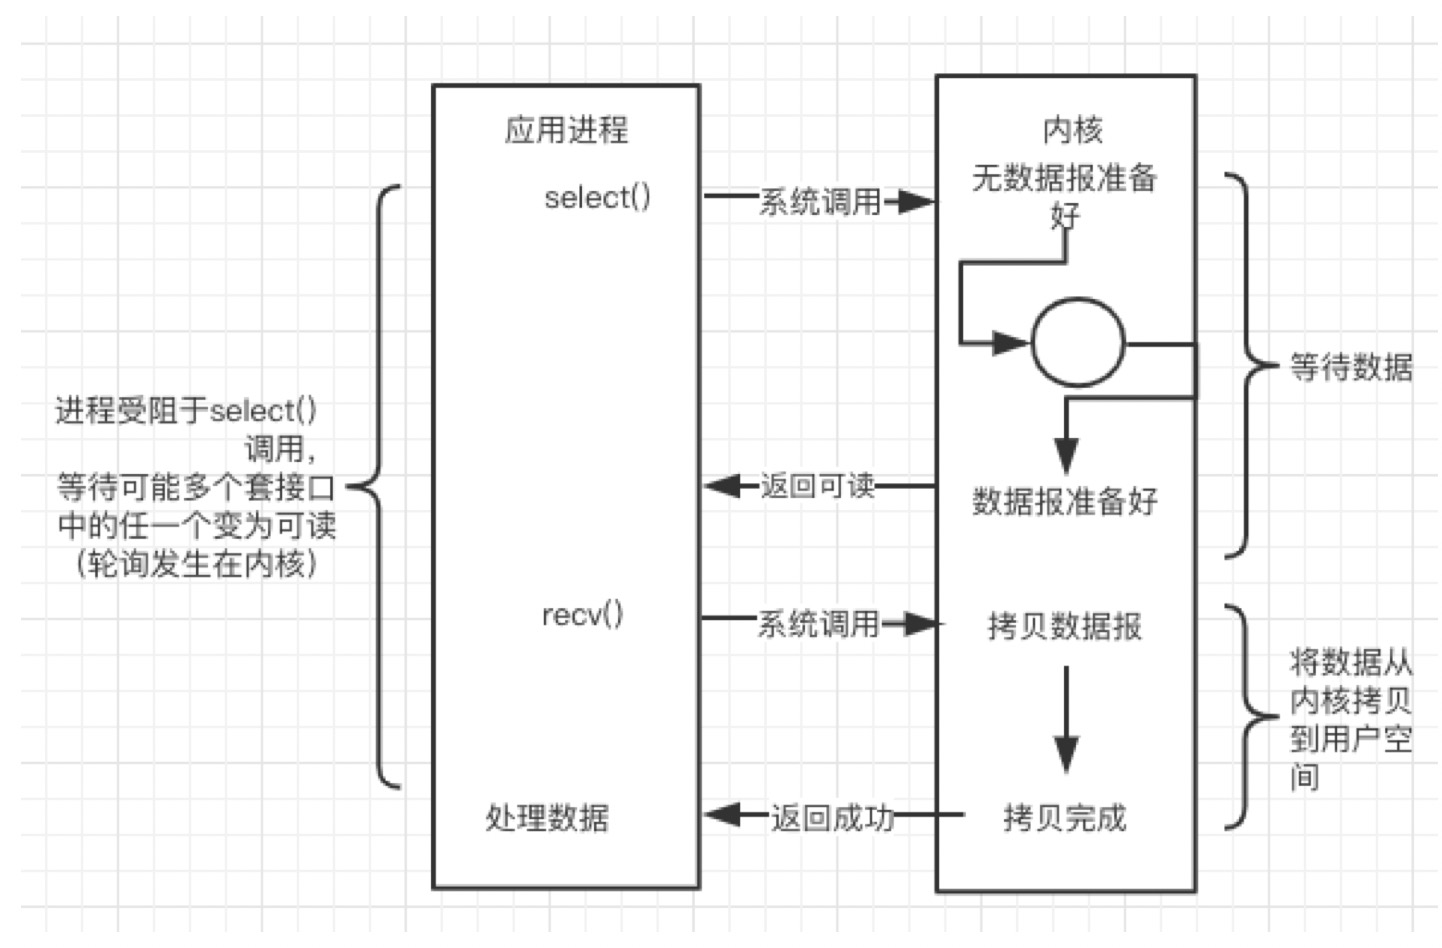 应用进程
内核
select()
系统调用
无数据报准备
好
等待数据
进程受阻于select()
调用，
等待可能多个套接口
中的任一个变为可读
（轮询发生在内核）
返回可读
数据报准备好
recv()
系统调用
拷贝数据报
将数据从
内核拷贝
到用户空
间
处理数据
返回成功
拷贝完成